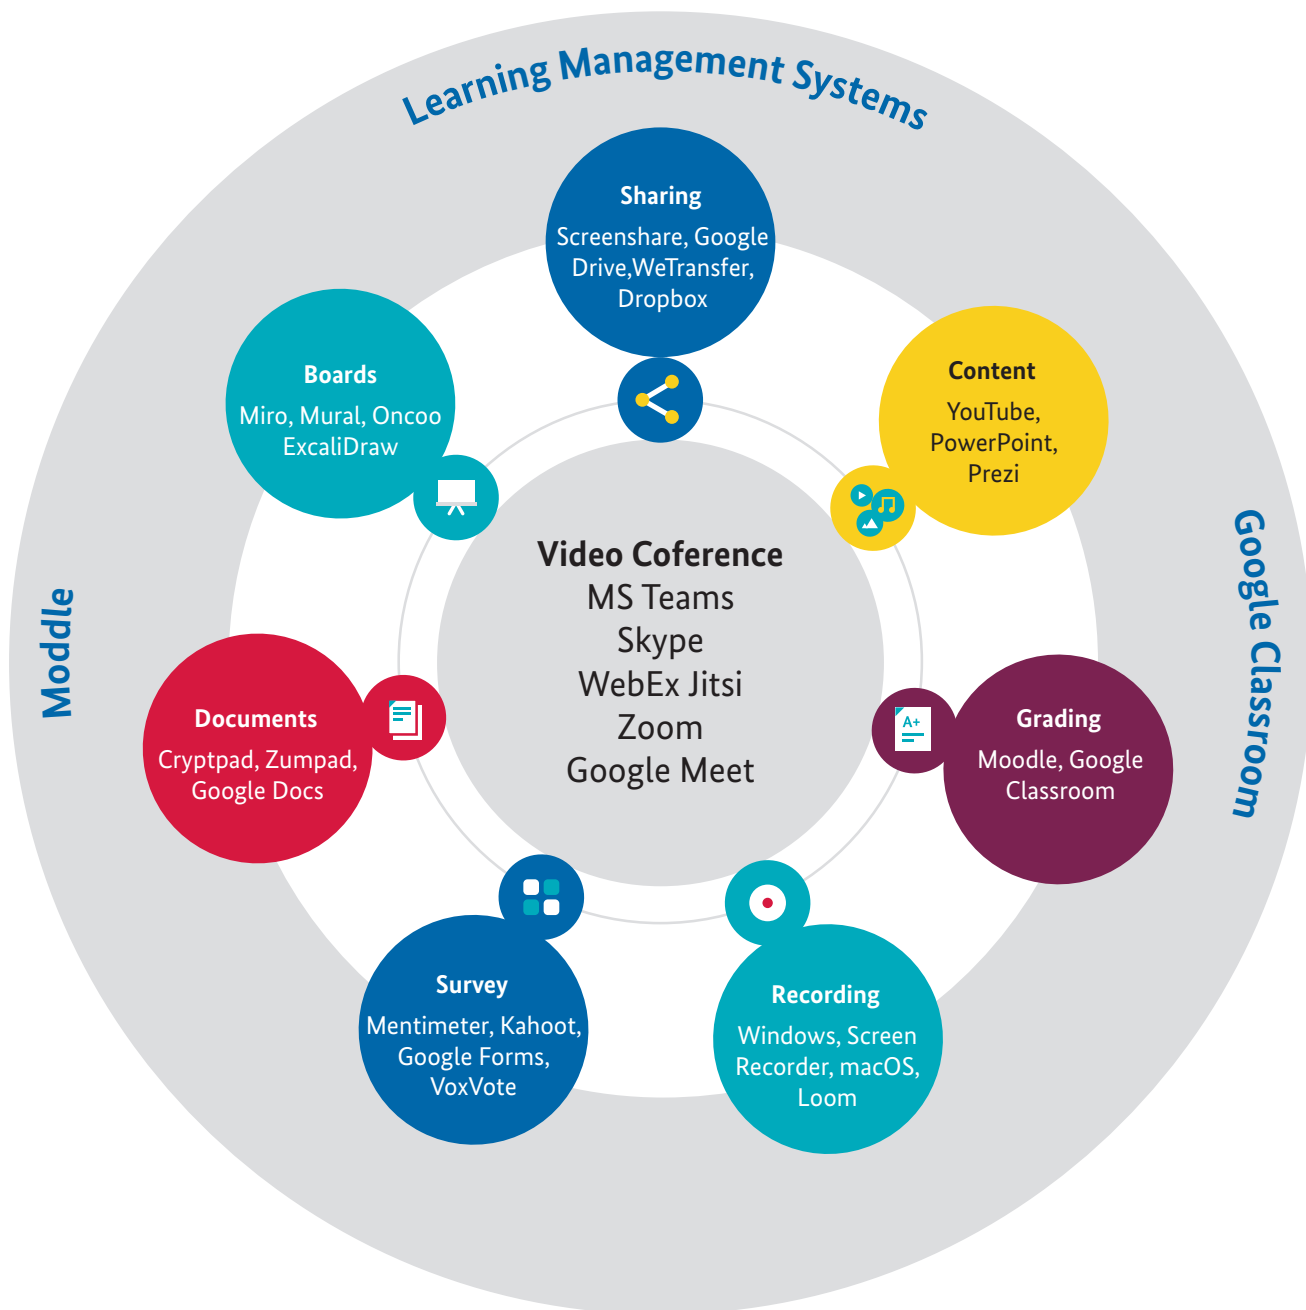 Learning Management Systems
Sharing
Screenshare, Google
Drive,WeTransfer,
Dropbox
Boards
Miro, Mural, Oncoo
ExcaliDraw
Content
YouTube,
PowerPoint,
Prezi
Video Coference
MS Teams
Skype
WebEx Jitsi
Zoom
Google Meet
Moddle
Google Classroom
Documents
Cryptpad, Zumpad,
Google Docs
A+
Grading
Moodle, Google
Classroom
Survey
Mentimeter, Kahoot,
Google Forms,
VoxVote
Recording
Windows, Screen
Recorder, macOS,
Loom